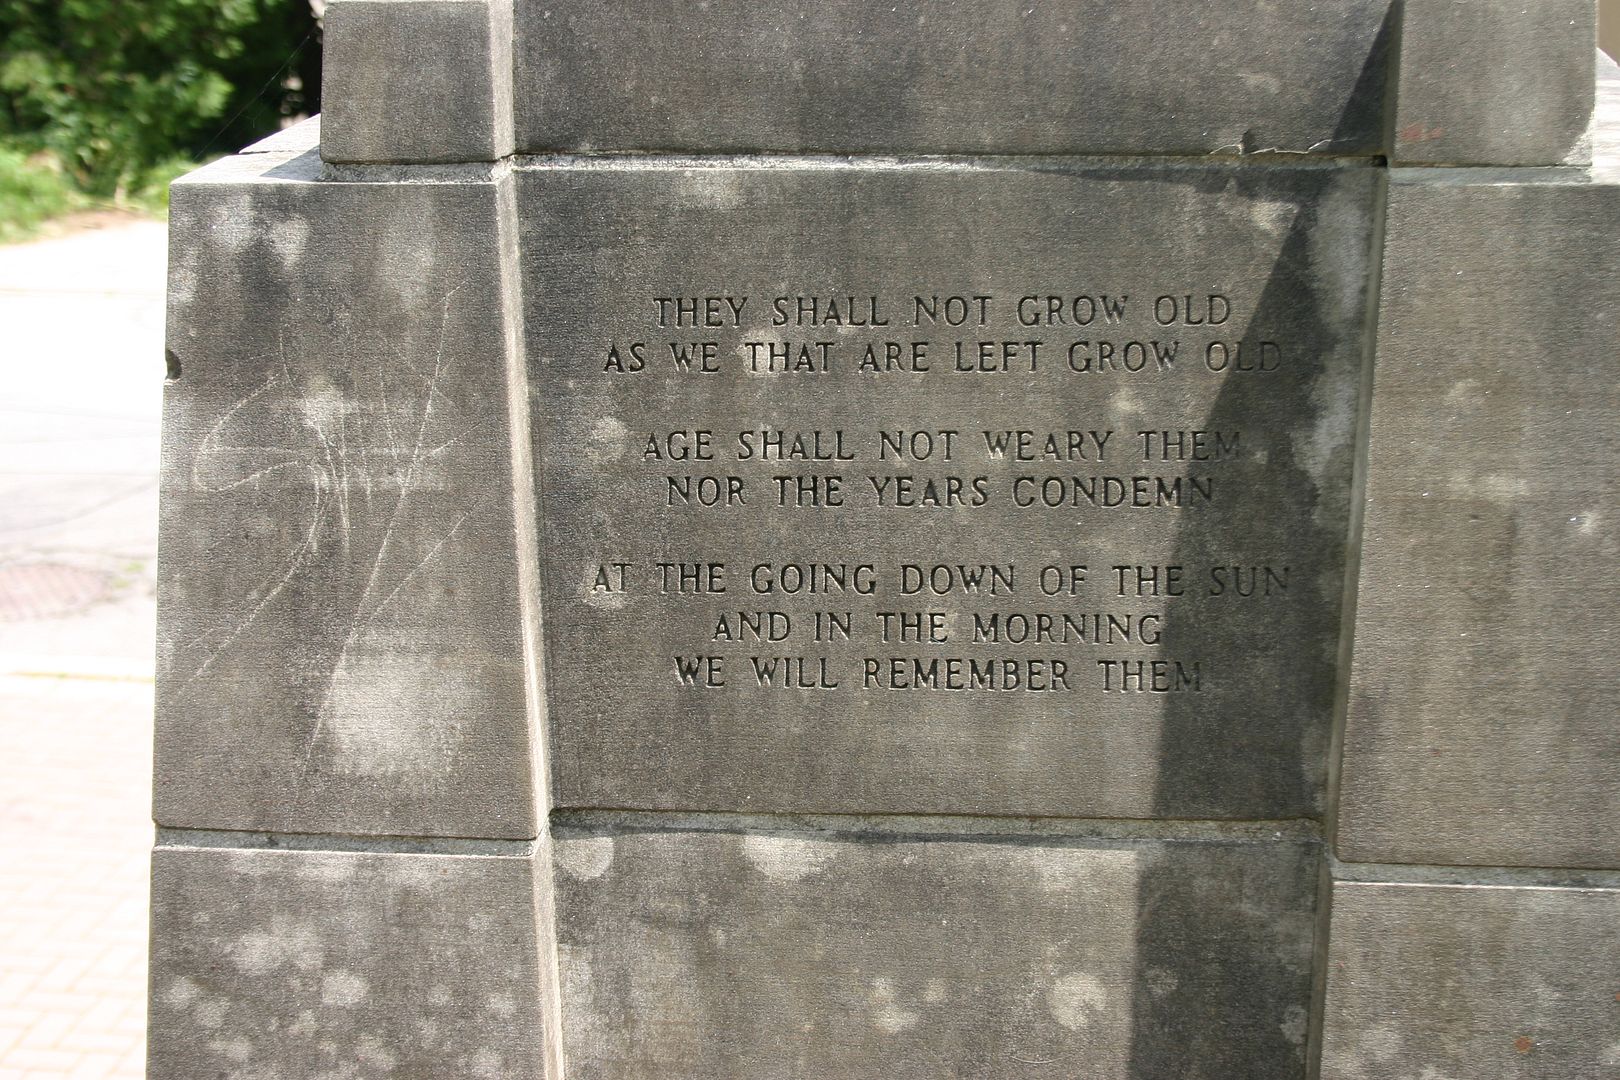 THEY SHALL NOT GROW OLD
AS WE THAT ARE LEFT GROW OLD
AGE SHALL NOT WEARY THEM
NOR THE YEARS CONDEMN
AT THE GOING DOWN OF THE SUN
AND IN THE MORNING
WE WILL REMEMBER THEM